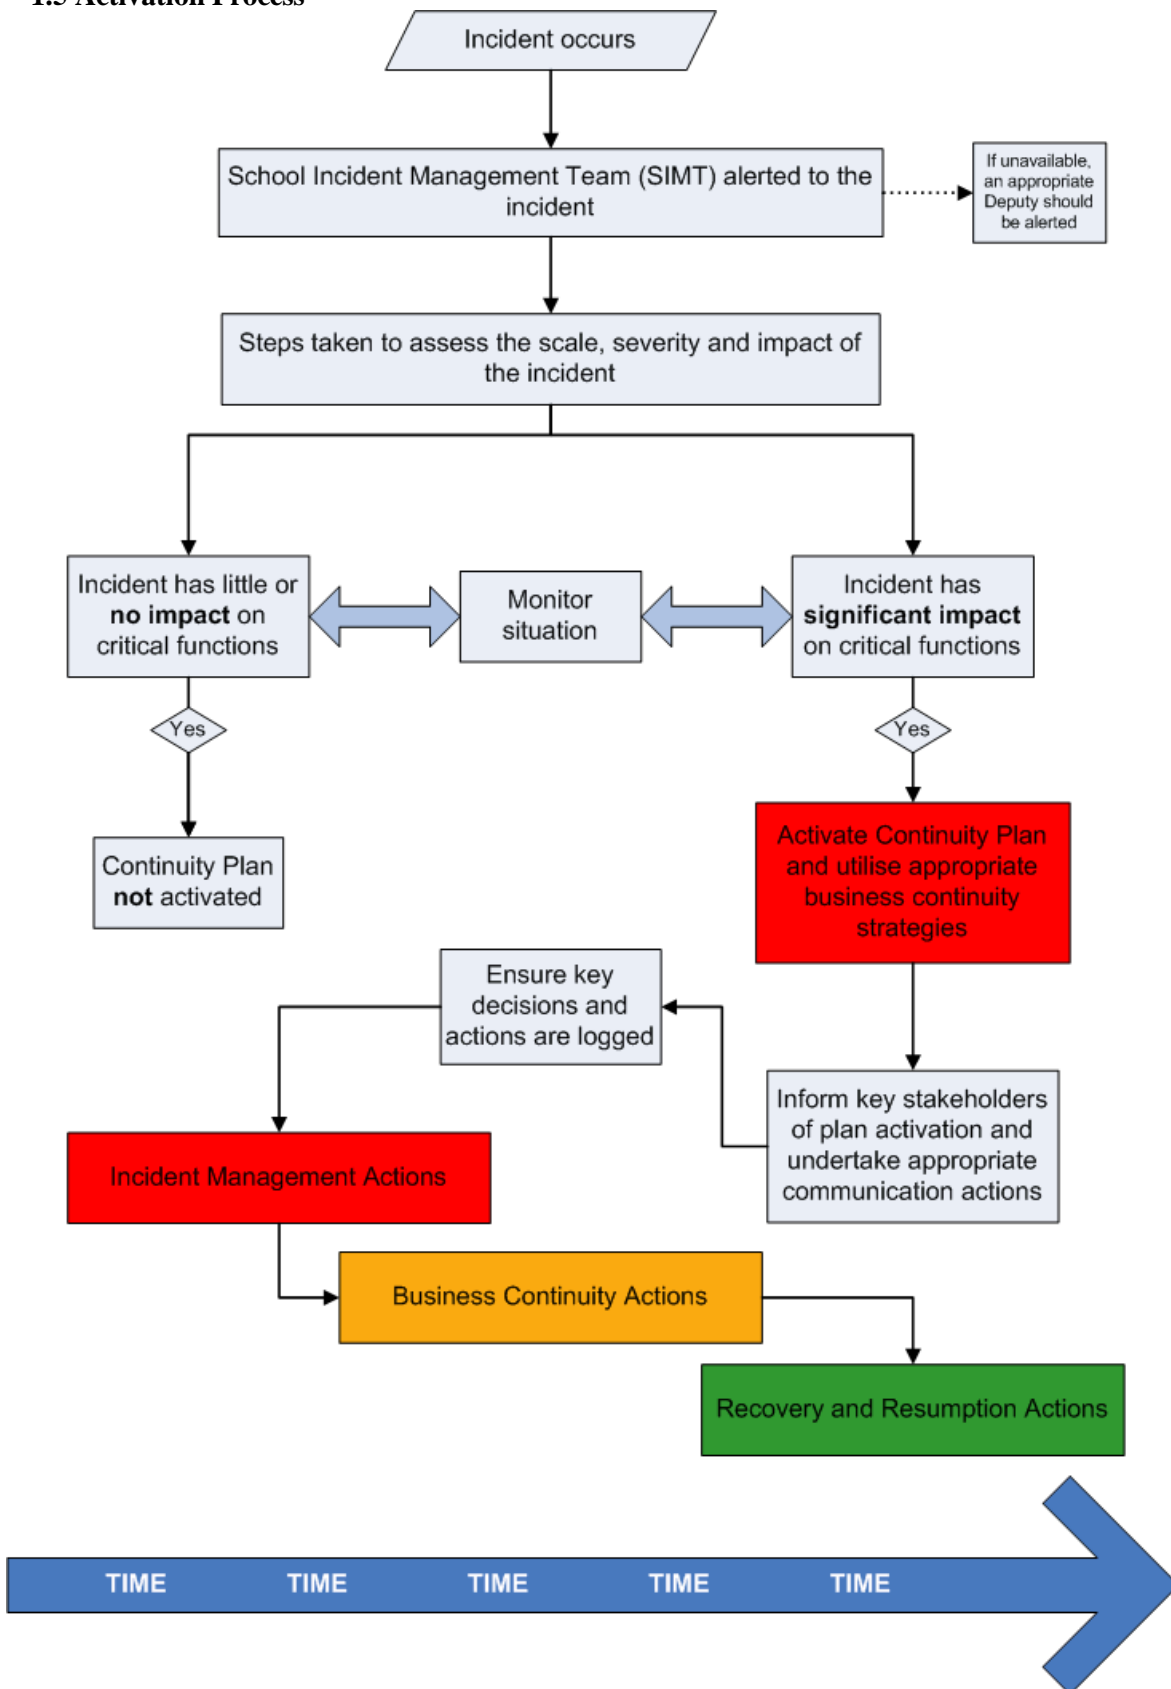 1.5 Activation Process
Incident occurs
School Incident Management Team (SIMT) alerted to the
incident
If unavailable,
an appropriate
Deputy should
be alerted
Steps taken to assess the scale, severity and impact of
the incident
Incident has little or
no impact on
critical functions
Monitor
situation
Incident has
significant impact
on critical functions
Yes
Yes
Continuity Plan
not activated
Activate Continuity Plan
and utilise appropriate
business continuity
strategies
Ensure key
decisions and
actions are logged
Inform key stakeholders
of plan activation and
undertake appropriate
communication actions
Incident Management Actions
Business Continuity Actions
Recovery and Resumption Actions
TIME TIME TIME TIME TIME